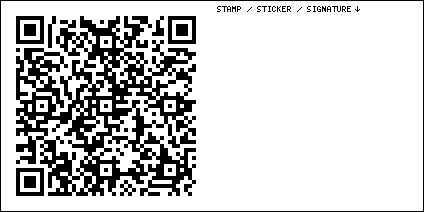 STAMP / STICKER / SIGNATURE ↓